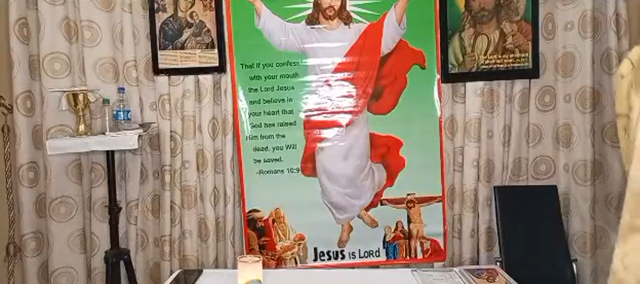 That if you confess
with your mouth
the Lord Jesus
and believe in
your heart that
God has raised
Him from the
dead, you Will
be saved.
-Romans 10:9
Jesus is Lord